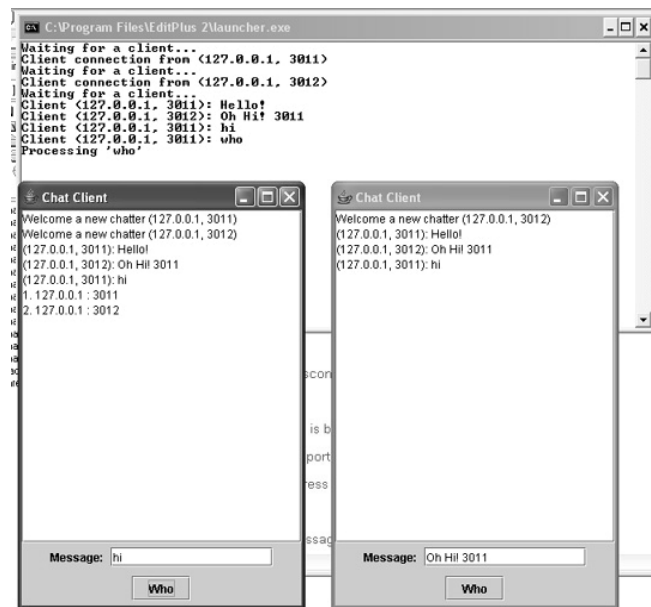 C:\Program Files\EditPlus 2\launcher.exe
Waiting for a client...
Client connection from (127.0.0.1, 3011)
Waiting for a client...
Client connection from (127.0.0.1, 3012)
Waiting for a client...
Client (127.0.0.1, 3011): Hello!
Client (127.0.0.1, 3012): Oh Hi! 3011
Client (127.0.0.1, 3011): hi
Client (127.0.0.1, 3011): who
Processing 'who'
Chat Client
Welcome a new chatter (127.0.0.1, 3011)
Welcome a new chatter (127.0.0.1, 3012)
(127.0.0.1, 3011): Hello!
(127.0.0.1, 3012): Oh Hi! 3011
(127.0.0.1, 3011): hi
1. 127.0.0.1 : 3011
2. 127.0.0.1 : 3012
Message: hi
Who
Chat Client
Welcome a new chatter (127.0.0.1, 3012)
(127.0.0.1, 3011): Hello!
(127.0.0.1, 3012): Oh Hi! 3011
(127.0.0.1, 3011): hi
Message: Oh Hi! 3011
Who
is b
port